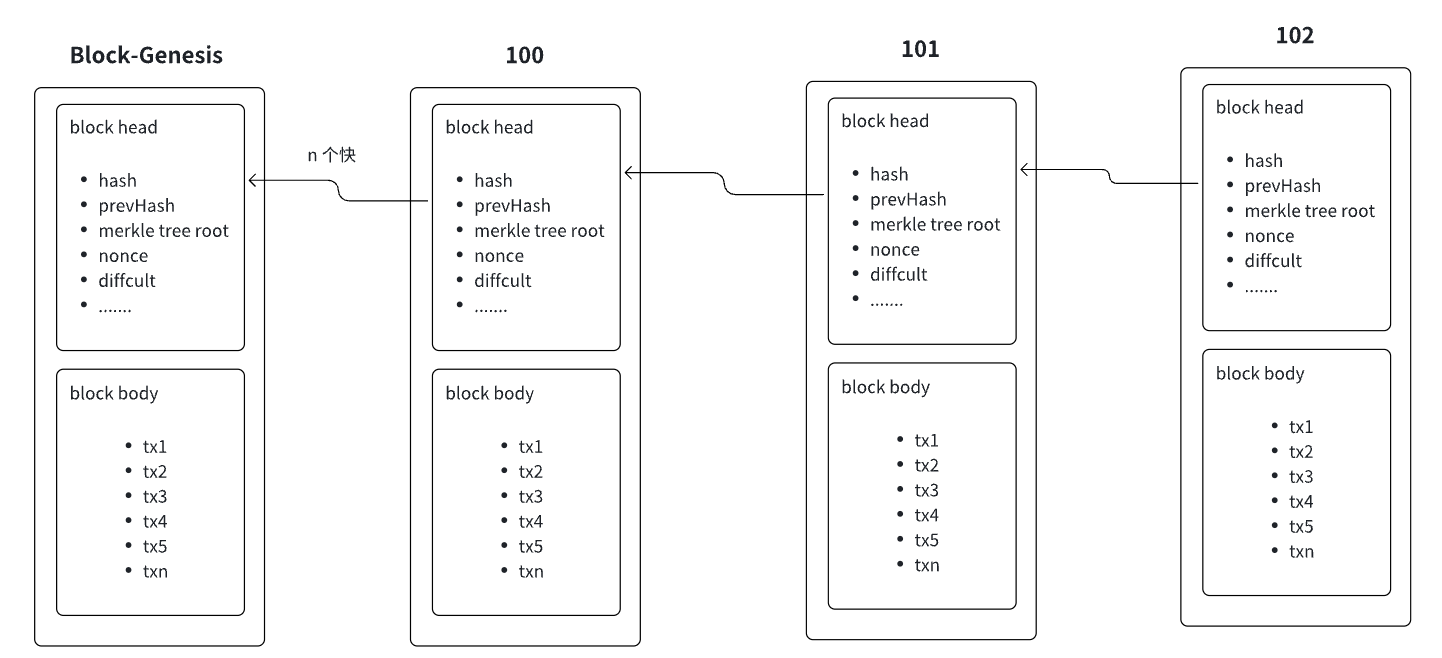 Block-Genesis
block head
• hash
• prevHash
• merkle tree root
• nonce
• diffcult
• .......
block body
• tx1
• tx2
• tx3
• tx4
• tx5
• txn
n 个快
100
block head
• hash
• prevHash
• merkle tree root
• nonce
• diffcult
• .......
block body
• tx1
• tx2
• tx3
• tx4
• tx5
• txn
101
block head
• hash
• prevHash
• merkle tree root
• nonce
• diffcult
• .......
block body
• tx1
• tx2
• tx3
• tx4
• tx5
• txn
102
block head
• hash
• prevHash
• merkle tree root
• nonce
• diffcult
• .......
block body
• tx1
• tx2
• tx3
• tx4
• tx5
• txn